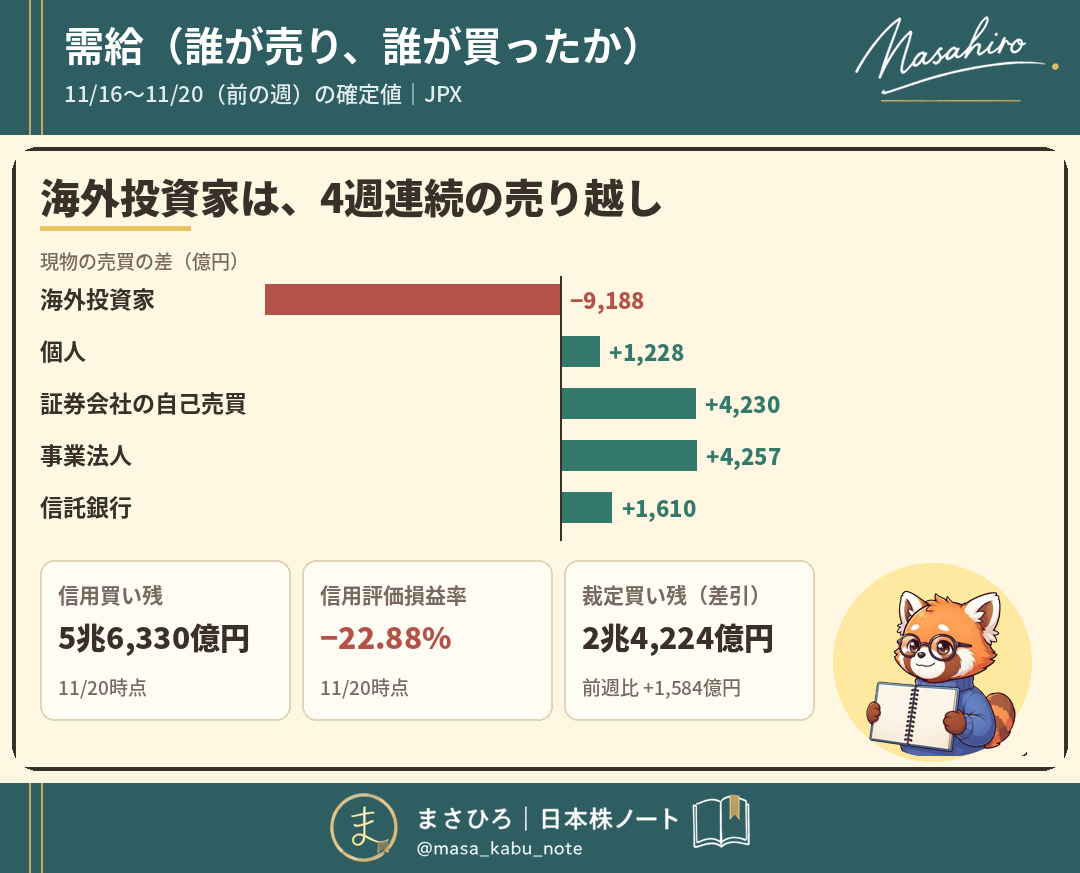 需給（誰が売り、誰が買ったか）
11/16〜11/20（前の週）の確定値｜JPX
Masahiro
海外投資家は、4週連続の売り越し
現物の売買の差（億円）
海外投資家 −9,188
個人 +1,228
証券会社の自己売買 +4,230
事業法人 +4,257
信託銀行 +1,610
信用買い残
5兆6,330億円
11/20時点
信用評価損益率
−22.88%
11/20時点
裁定買い残（差引）
2兆4,224億円
前週比 +1,584億円
ま
まさひろ｜日本株ノート
@masa_kabu_note